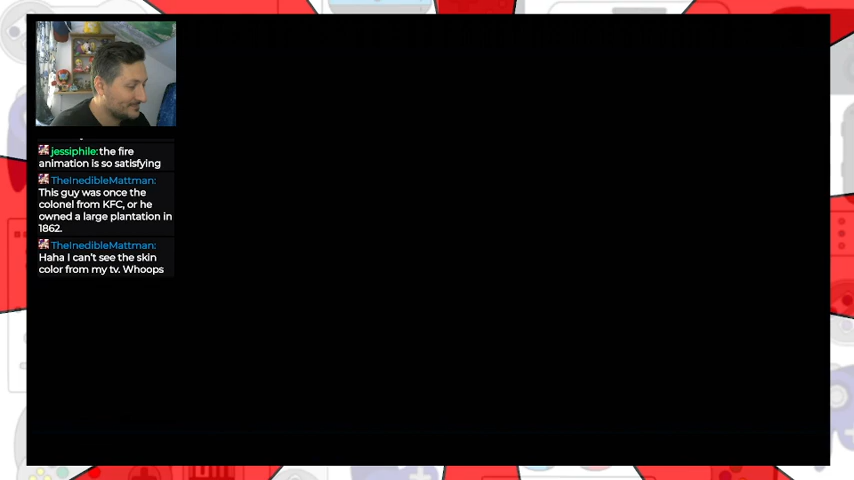 jessiphile: the fire
animation is so satisfying
TheInedibleMattman:
This guy was once the
colonel from KFC, or he
owned a large plantation in
1862.
TheInedibleMattman:
Haha I can't see the skin
color from my tv. Whoops